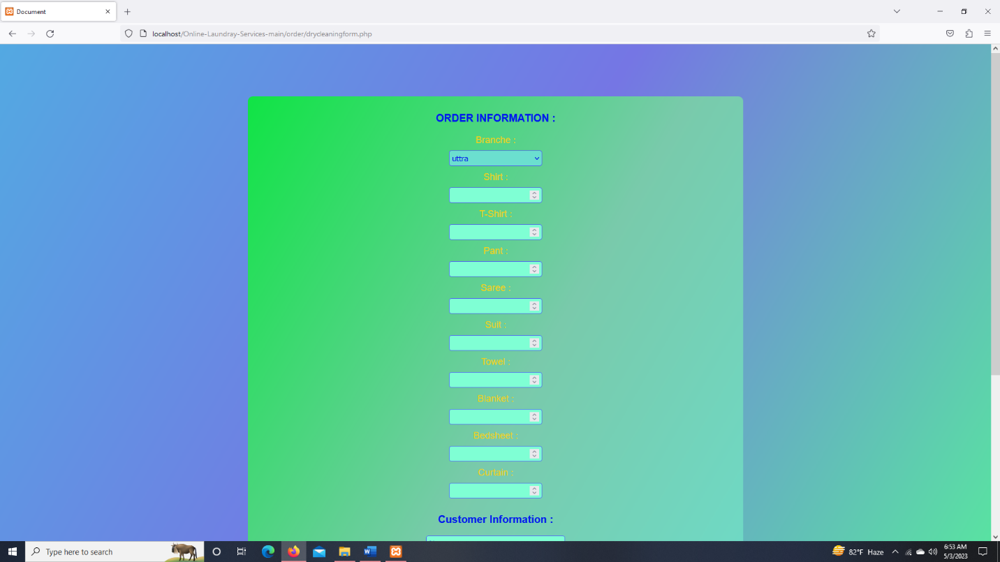 Document
localhost/Online-Laundray-Services-main/order/drycleaningform.php
ORDER INFORMATION :
Branche :
uttra
Shirt :
T-Shirt :
Pant :
Saree :
Suit :
Towel :
Blanket :
Bedsheet :
Curtain :
Customer Information :
Type here to search
82°F Haze
6:53 AM
5/3/2023